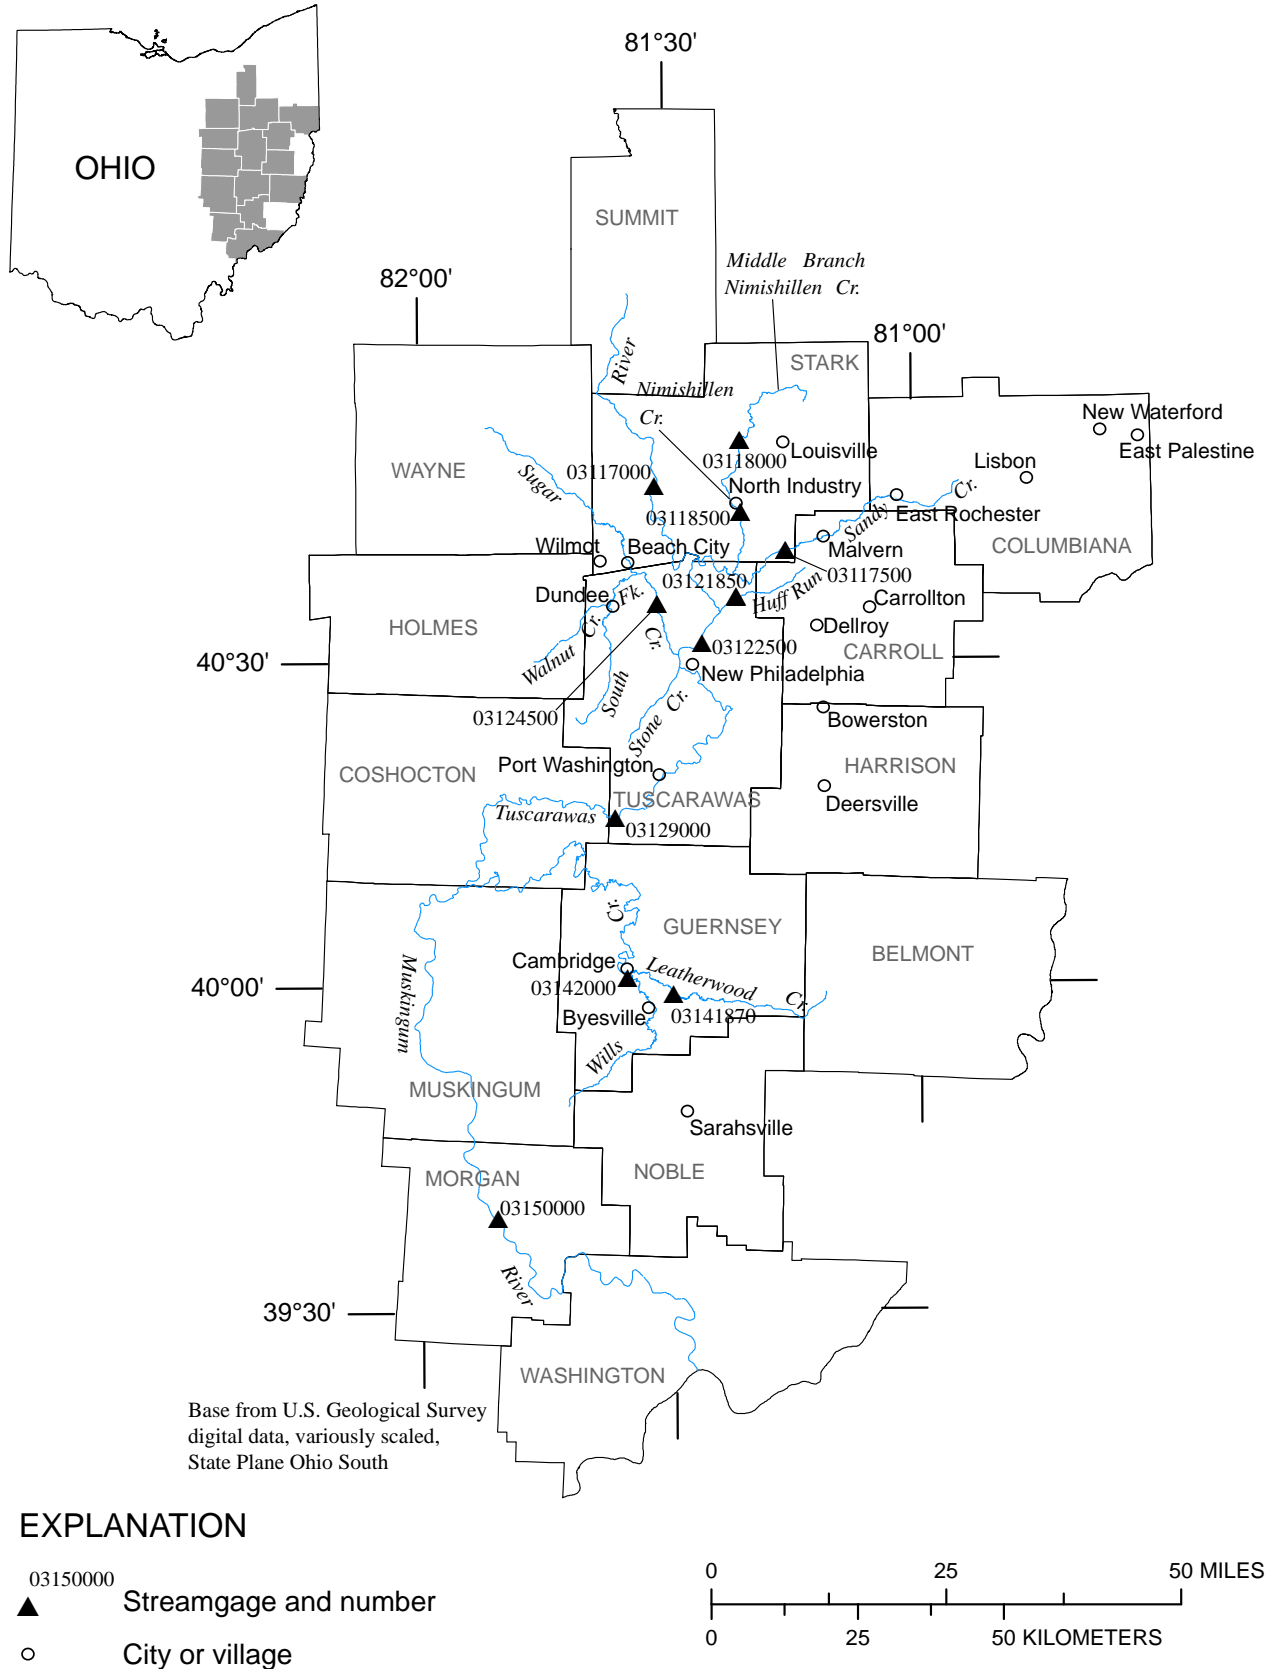 81°30'
OHIO
SUMMIT
Middle Branch
Nimishillen Cr.
82°00'
81°00'
River
STARK
Nimishillen
Cr.
New Waterford
East Palestine
Louisville
03118000
Lisbon
WAYNE
03117000
Sugar
North Industry
Cr.
03118500
Sandy
East Rochester
Wilmot
Beach City
Malvern
COLUMBIANA
03121850
03117500
Huff Run
Dundee
Fk.
Carrollton
HOLMES
Cr.
Cr.
Dellroy
CARROLL
03122500
40°30'
Walnut
New Philadelphia
South
Stone Cr.
03124500
Bowerston
Port Washington
COSHOCTON
HARRISON
TUSCARAWAS
Deersville
Tuscarawas
03129000
Cr.
GUERNSEY
BELMONT
Muskingum
Cambridge
Leatherwood
Cr.
40°00'
03142000
Byesville
03141870
Wills
MUSKINGUM
Sarahsville
MORGAN
NOBLE
03150000
River
39°30'
WASHINGTON
Base from U.S. Geological Survey
digital data, variously scaled,
State Plane Ohio South
EXPLANATION
03150000
Streamgage and number
City or village
0 25 50 MILES
0 25 50 KILOMETERS